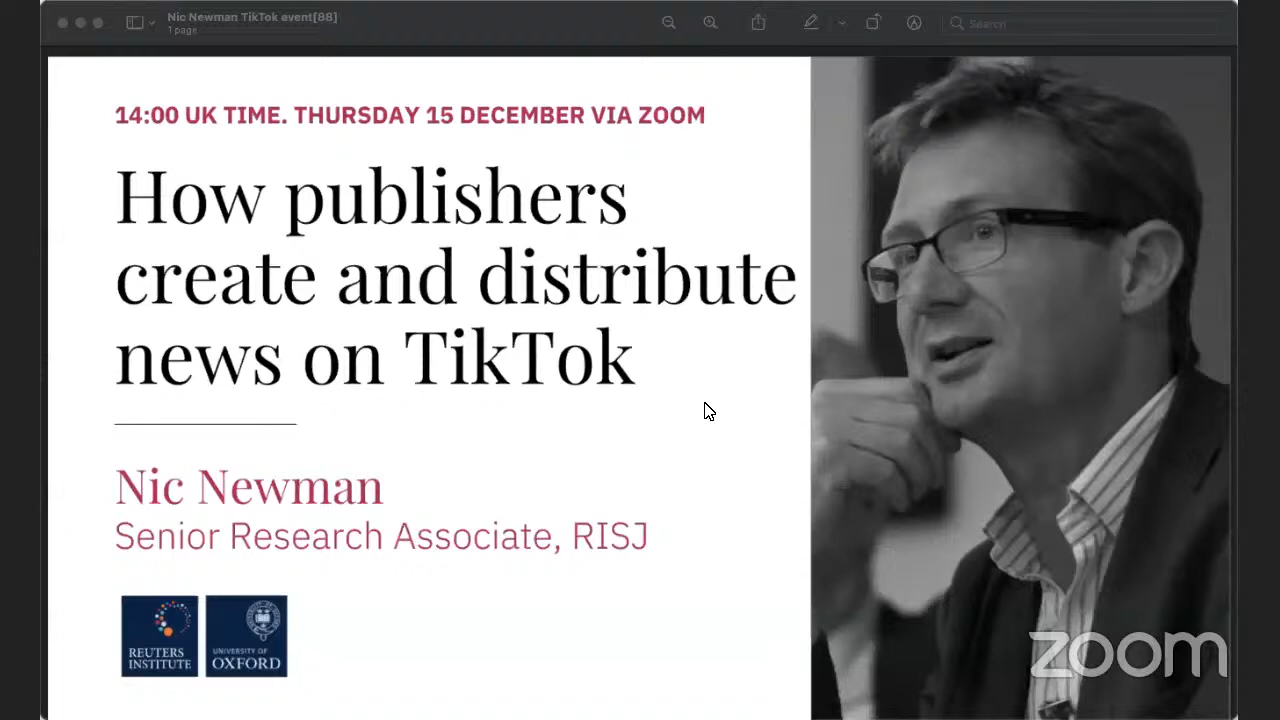 Nic Newman TikTok event[88]
1 page
Search
14:00 UK TIME. THURSDAY 15 DECEMBER VIA ZOOM
How publishers
create and distribute
news on TikTok
Nic Newman
Senior Research Associate, RISJ
REUTERS
INSTITUTE
UNIVERSITY OF
OXFORD
zoom